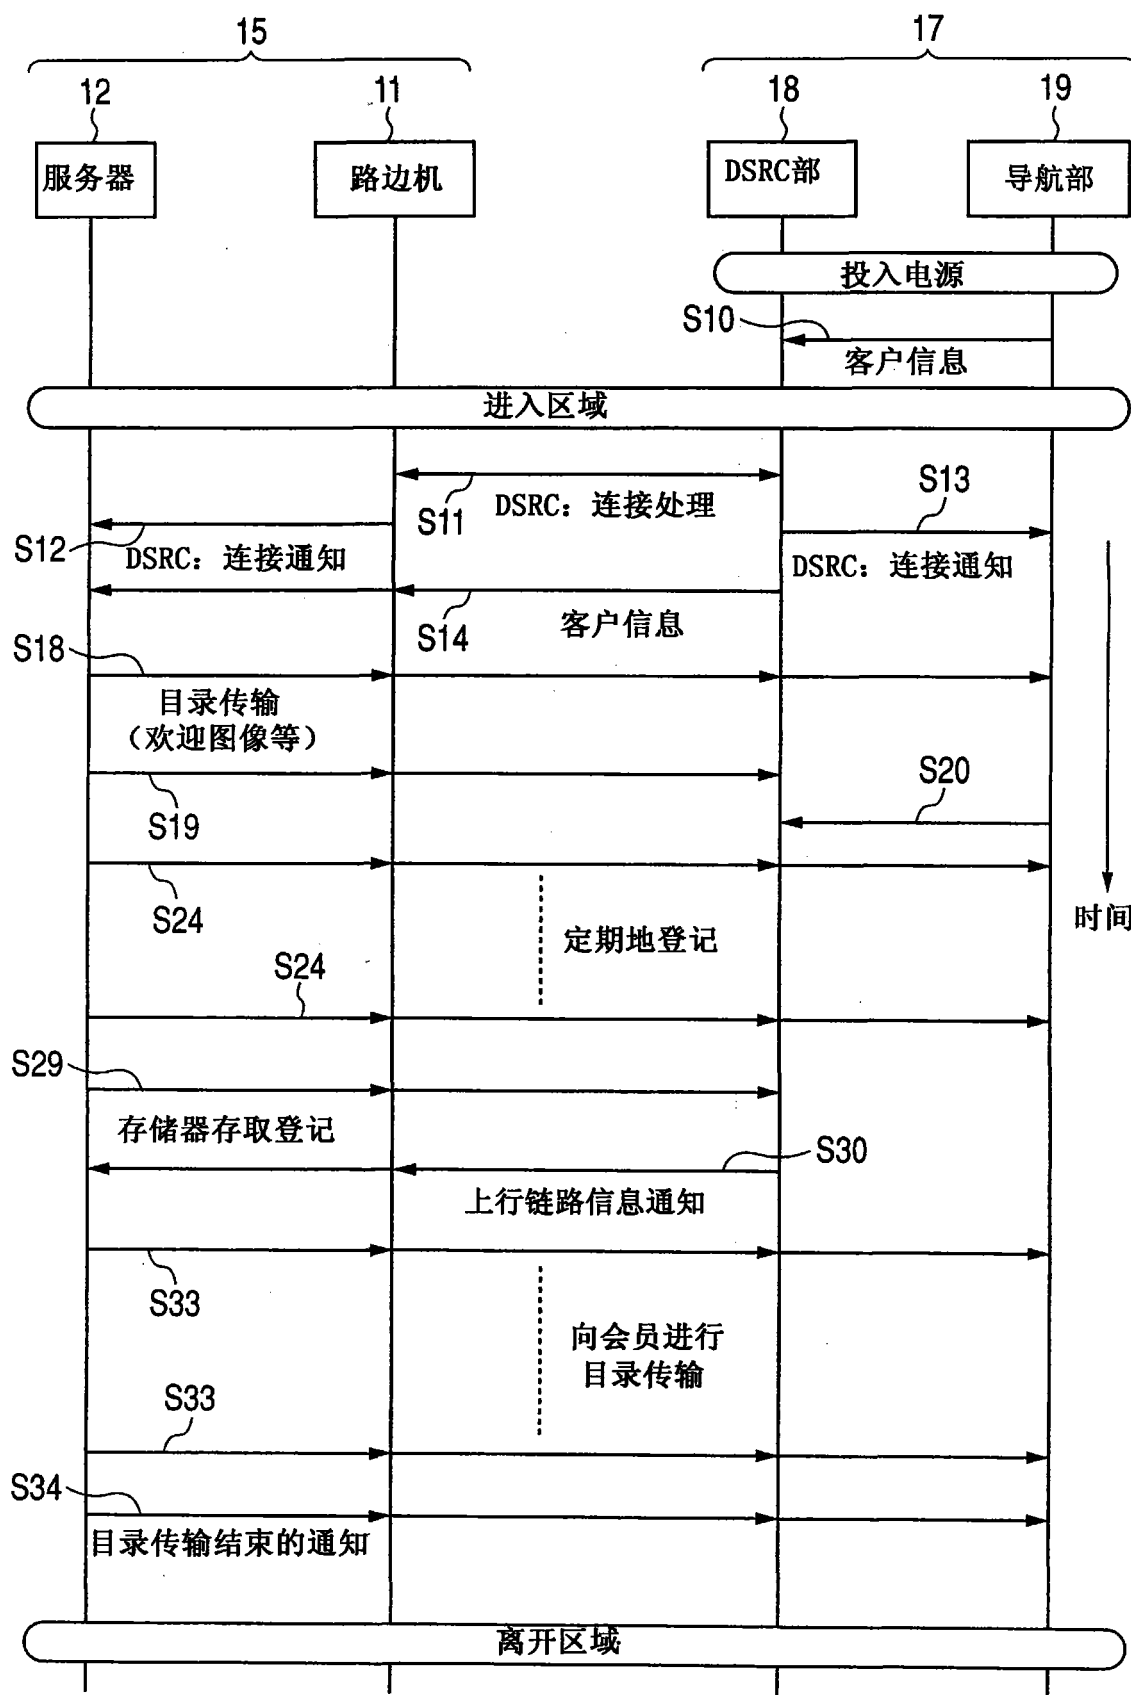 15
17
12
11
18
19
服务器
路边机
DSRC部
导航部
投入电源
S10
客户信息
进入区域
S11
DSRC：连接处理
S13
S12
DSRC：连接通知
DSRC：连接通知
S14
客户信息
S18
目录传输
（欢迎图像等）
S19
S20
S24
时间
定期地登记
S24
S29
存储器存取登记
S30
上行链路信息通知
S33
向会员进行
目录传输
S33
S34
目录传输结束的通知
离开区域